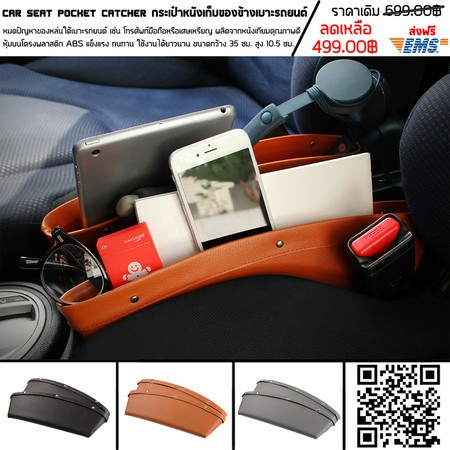 CAR SEAT POCKET CATCHER กระเป๋าหนังเก็บของข้างเบาะรถยนต์
หมดปัญหาของหล่นใต้เบาะรถยนต์ เช่น โทรศัพท์มือถือหรือเศษเหรียญ ผลิตจากหนังเทียมคุณภาพดี
หุ้มบนโครงพลาสติก ABS แข็งแรง ทนทาน ใช้งานได้ยาวนาน ขนาดกว้าง 35 ซม. สูง 10.5 ซม.
ราคาเดิม 699.00฿
ลดเหลือ
499.00฿
ส่งฟรี
EMS
PRESS